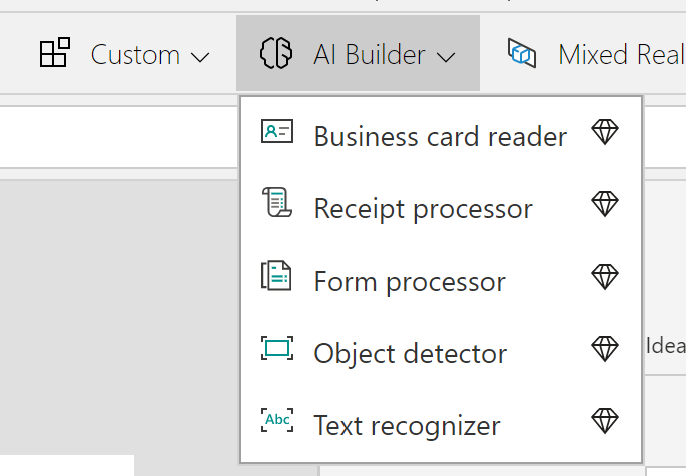 Custom
AI Builder
Mixed Real
Business card reader
Receipt processor
Form processor
Object detector
Idea
Abc
Text recognizer